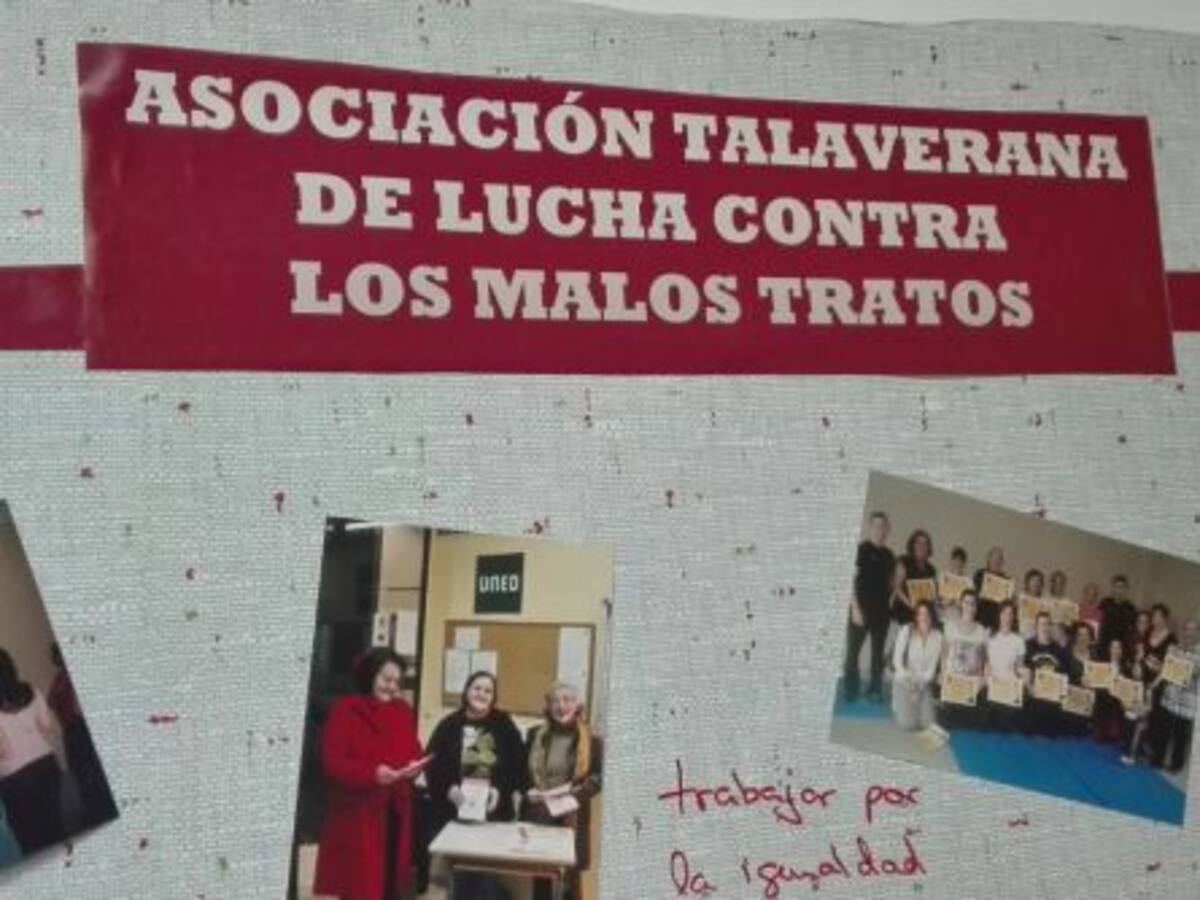 ASOCIACIÓN TALAVERANA
DE LUCHA CONTRA
LOS MALOS TRATOS
UNED
trabajar por
la igualdad